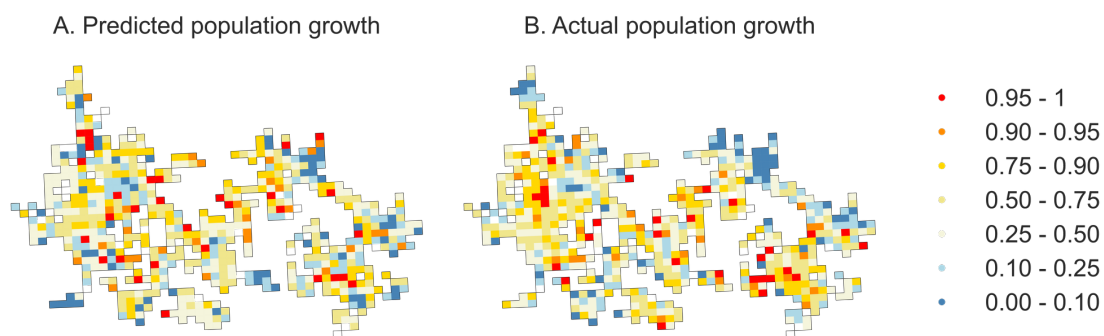 A. Predicted population growth
B. Actual population growth
0.95 - 1
0.90 - 0.95
0.75 - 0.90
0.50 - 0.75
0.25 - 0.50
0.10 - 0.25
0.00 - 0.10